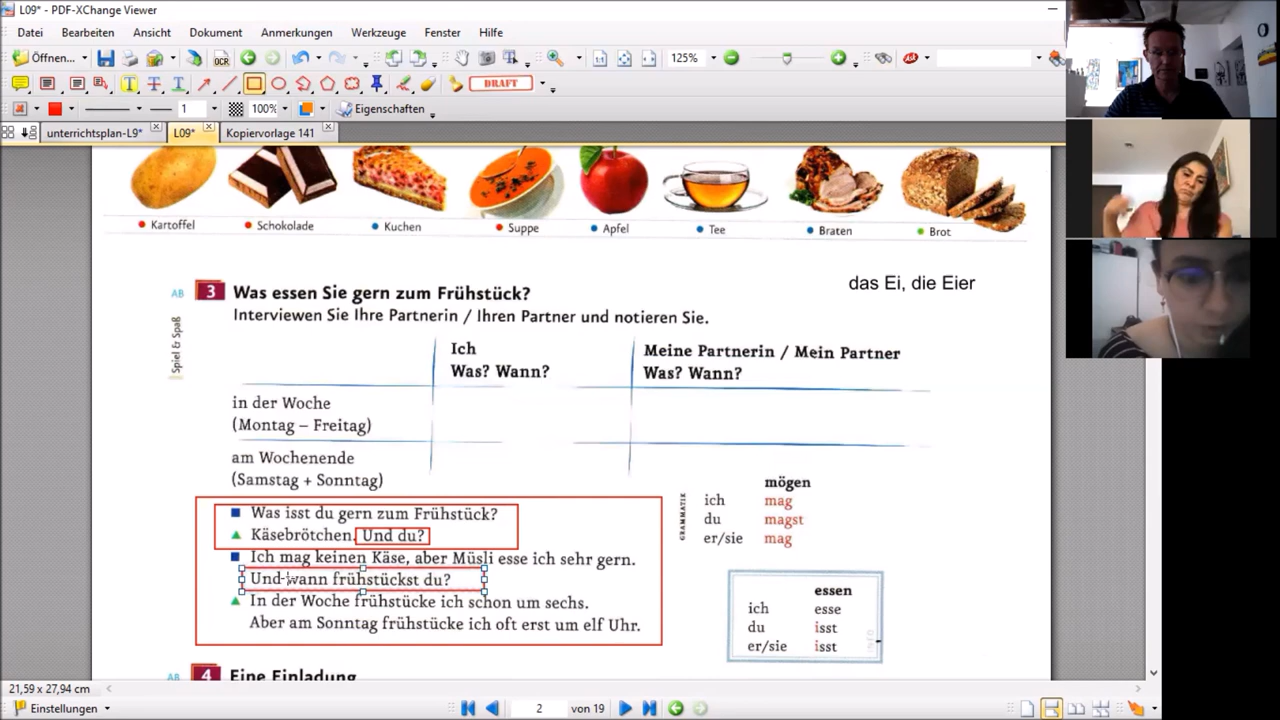 L09* - PDF-XChange Viewer
Datei Bearbeiten Ansicht Dokument Anmerkungen Werkzeuge Fenster Hilfe
Öffnen... OCR 125%
DRAFT
1 100% Eigenschaften
unterrichtsplan-L9* L09* Kopiervorlage 141
Kartoffel Schokolade Kuchen Suppe Apfel Tee Braten Brot
das Ei, die Eier
AB 3 Was essen Sie gern zum Frühstück?
Interviewen Sie Ihre Partnerin / Ihren Partner und notieren Sie.
Spiel & Spaß
Ich Meine Partnerin / Mein Partner
Was? Wann? Was? Wann?
in der Woche
(Montag – Freitag)
am Wochenende
(Samstag + Sonntag)
Was isst du gern zum Frühstück?
Käsebrötchen. Und du?
Ich mag keinen Käse, aber Müsli esse ich sehr gern.
Und wann frühstückst du?
In der Woche frühstücke ich schon um sechs.
Aber am Sonntag frühstücke ich oft erst um elf Uhr.
GRAMMATIK
mögen
ich mag
du magst
er/sie mag
essen
ich esse
du isst
er/sie isst
AB 4 Eine Einladung
21,59 x 27,94 cm
Einstellungen 2 von 19